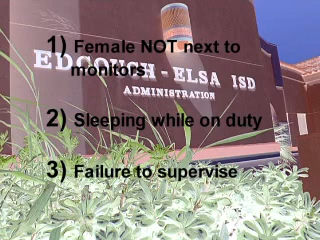 1) Female NOT next to
monitors
EDCOUCH - ELSA ISD
ADMINISTRATION
2) Sleeping while on duty
3) Failure to supervise